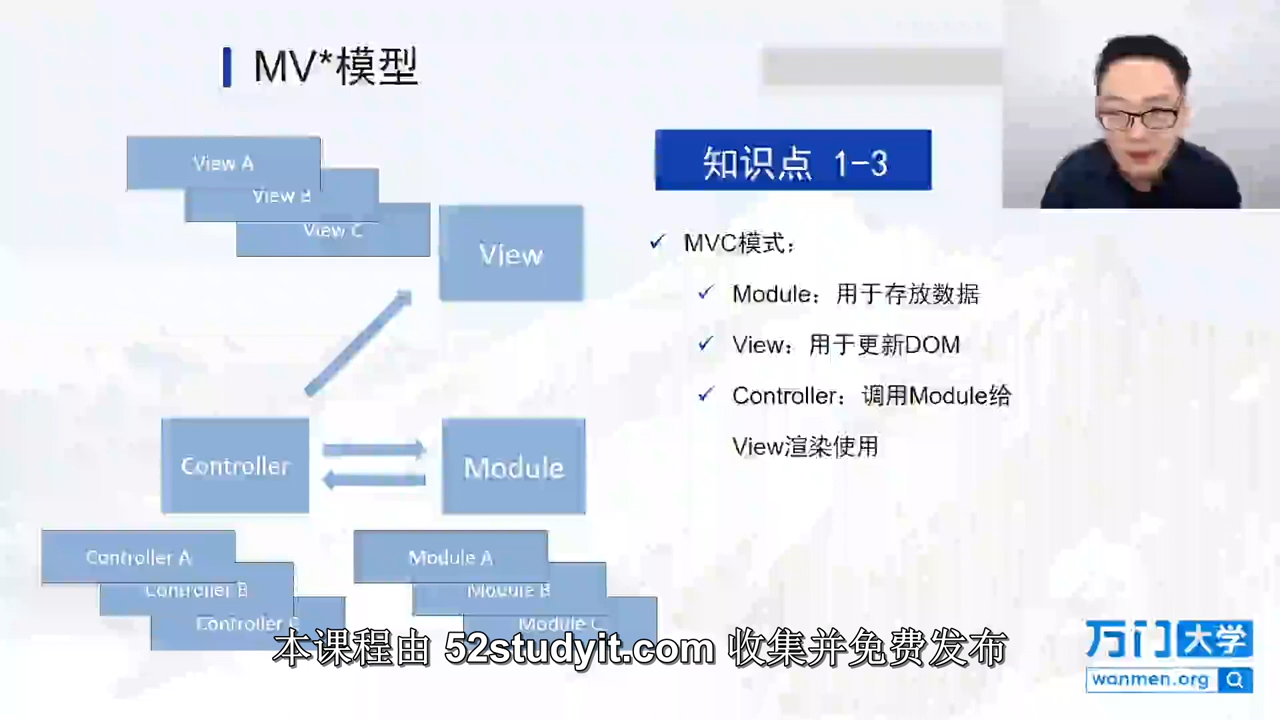 MV*模型
View A
View B
View C
View
Controller
Module
Controller A
Controller B
Controller C
Module A
Module B
Module C
知识点 1-3
MVC模式：
Module：用于存放数据
View：用于更新DOM
Controller：调用Module给
View渲染使用
本课程由 52studyit.com 收集并免费发布
万门大学
wanmen.org